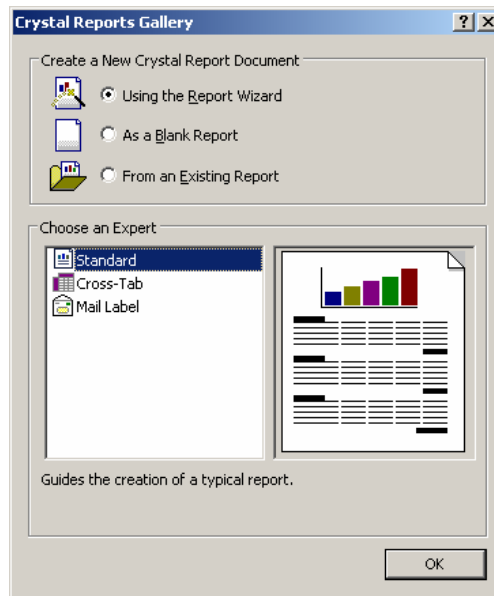 Crystal Reports Gallery
Create a New Crystal Report Document
Using the Report Wizard
As a Blank Report
From an Existing Report
Choose an Expert
Standard
Cross-Tab
Mail Label
Guides the creation of a typical report.
OK